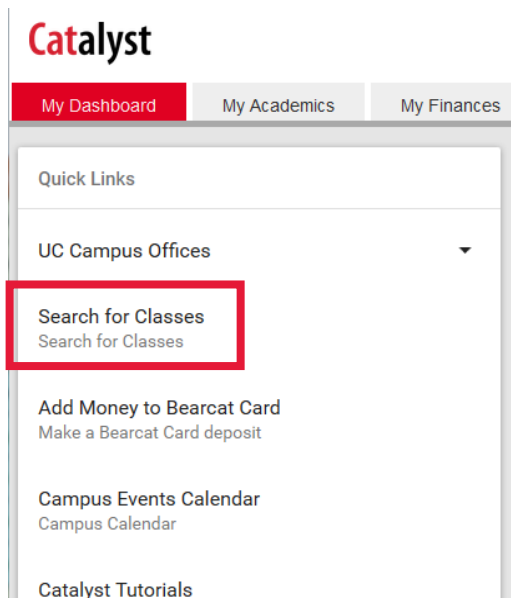 Catalyst
My Dashboard My Academics My Finances
Quick Links
UC Campus Offices
Search for Classes
Search for Classes
Add Money to Bearcat Card
Make a Bearcat Card deposit
Campus Events Calendar
Campus Calendar
Catalyst Tutorials